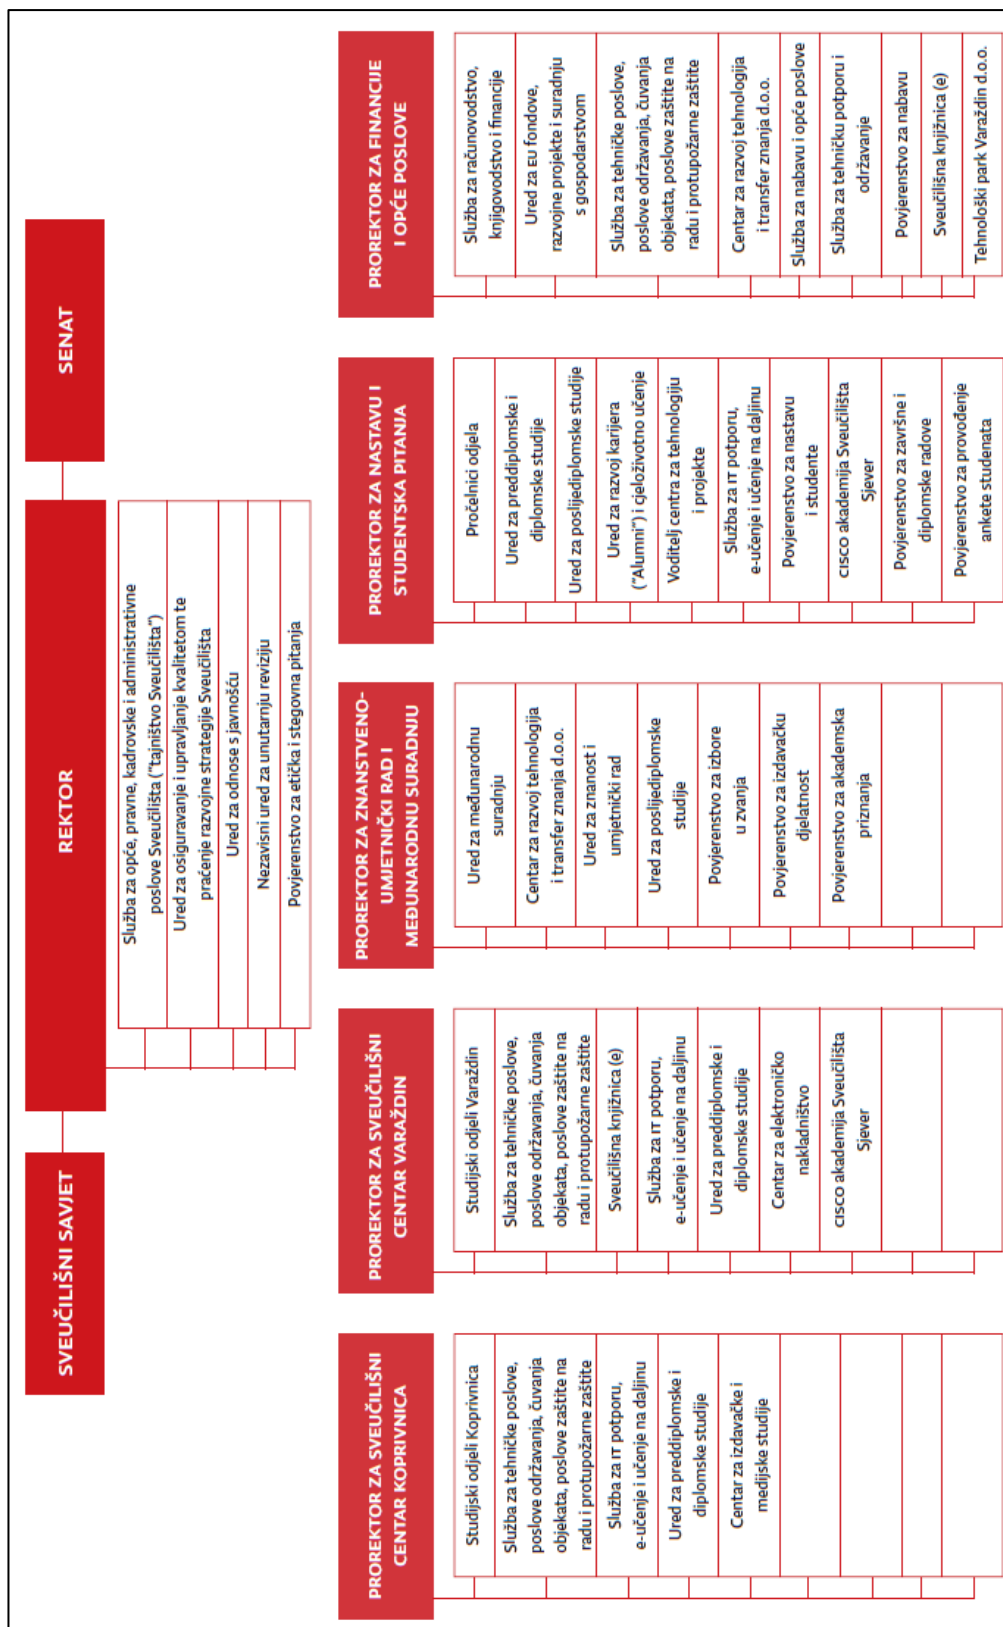 SVEUČILIŠNI SAVJET
REKTOR
SENAT
Služba za opće, pravne, kadrovske i administrativne
poslove Sveučilišta ("tajništvo Sveučilišta")
Ured za osiguravanje i upravljanje kvalitetom te
praćenje razvojne strategije Sveučilišta
Ured za odnose s javnošću
Nezavisni ured za unutarnju reviziju
Povjerenstvo za etička i stegovna pitanja
PROREKTOR ZA SVEUČILIŠNI
CENTAR KOPRIVNICA
Studijski odjeli Koprivnica
Služba za tehničke poslove,
poslove održavanja, čuvanja
objekata, poslove zaštite na
radu i protupožarne zaštite
Služba za IT potporu,
e-učenje i učenje na daljinu
Ured za preddiplomske i
diplomske studije
Centar za izdavačke i
medijske studije
PROREKTOR ZA SVEUČILIŠNI
CENTAR VARAŽDIN
Studijski odjeli Varaždin
Služba za tehničke poslove,
poslove održavanja, čuvanja
objekata, poslove zaštite na
radu i protupožarne zaštite
Sveučilišna knjižnica (e)
Služba za IT potporu,
e-učenje i učenje na daljinu
Ured za preddiplomske i
diplomske studije
Centar za elektroničko
nakladništvo
CISCO akademija Sveučilišta
Sjever
PROREKTOR ZA ZNANSTVENO-
UMJETNIČKI RAD I
MEĐUNARODNU SURADNJU
Ured za međunarodnu
suradnju
Centar za razvoj tehnologija
i transfer znanja d.o.o.
Ured za znanost i
umjetnički rad
Ured za poslijediplomske
studije
Povjerenstvo za izbore
u zvanja
Povjerenstvo za izdavačku
djelatnost
Povjerenstvo za akademska
priznanja
PROREKTOR ZA NASTAVU I
STUDENTSKA PITANJA
Pročelnici odjela
Ured za preddiplomske i
diplomske studije
Ured za poslijediplomske studije
Ured za razvoj karijera
("Alumni") i cjeloživotno učenje
Voditelj centra za tehnologiju
i projekte
Služba za IT potporu,
e-učenje i učenje na daljinu
Povjerenstvo za nastavu
i studente
CISCO akademija Sveučilišta
Sjever
Povjerenstvo za završne i
diplomske radove
Povjerenstvo za provođenje
ankete studenata
PROREKTOR ZA FINANCIJE
I OPĆE POSLOVE
Služba za računovodstvo,
knjigovodstvo i financije
Ured za EU fondove,
razvojne projekte i suradnju
s gospodarstvom
Služba za tehničke poslove,
poslove održavanja, čuvanja
objekata, poslove zaštite na
radu i protupožarne zaštite
Centar za razvoj tehnologija
i transfer znanja d.o.o.
Služba za nabavu i opće poslove
Služba za tehničku potporu i
održavanje
Povjerenstvo za nabavu
Sveučilišna knjižnica (e)
Tehnološki park Varaždin d.o.o.